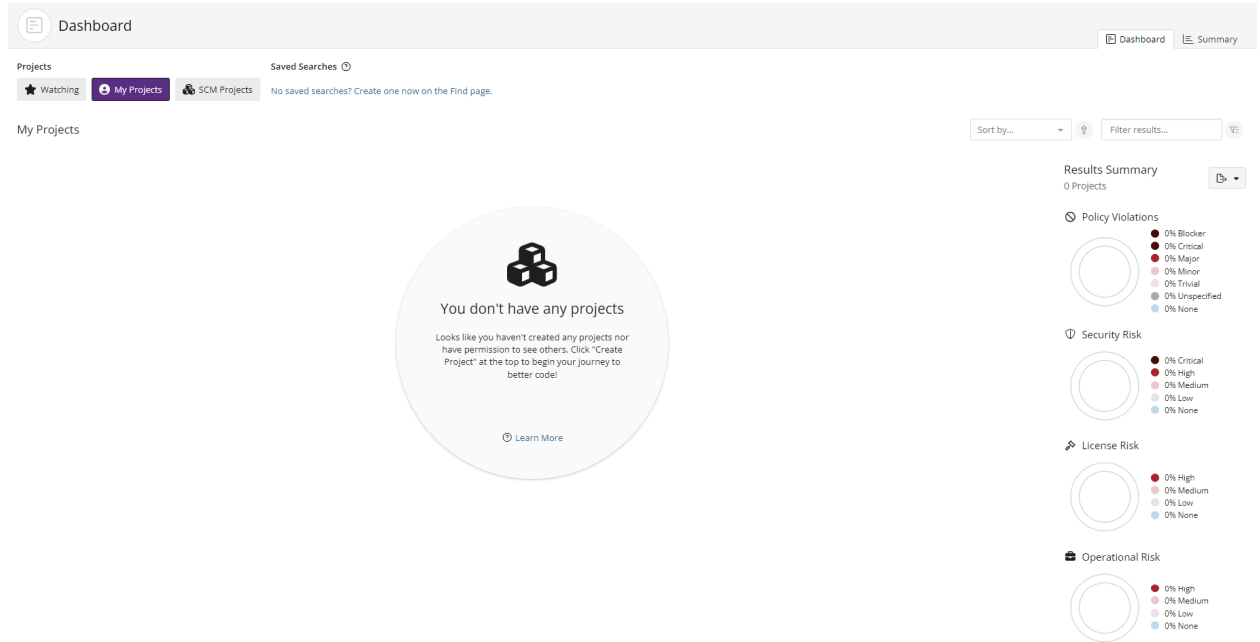 Dashboard
Dashboard
Summary
Projects
Saved Searches
Watching
My Projects
SCM Projects
No saved searches? Create one now on the Find page.
My Projects
Sort by...
Filter results...
You don't have any projects
Looks like you haven't created any projects nor
have permission to see others. Click "Create
Project" at the top to begin your journey to
better code!
Learn More
Results Summary
0 Projects
Policy Violations
0% Blocker
0% Critical
0% Major
0% Minor
0% Trivial
0% Unspecified
0% None
Security Risk
0% Critical
0% High
0% Medium
0% Low
0% None
License Risk
0% High
0% Medium
0% Low
0% None
Operational Risk
0% High
0% Medium
0% Low
0% None